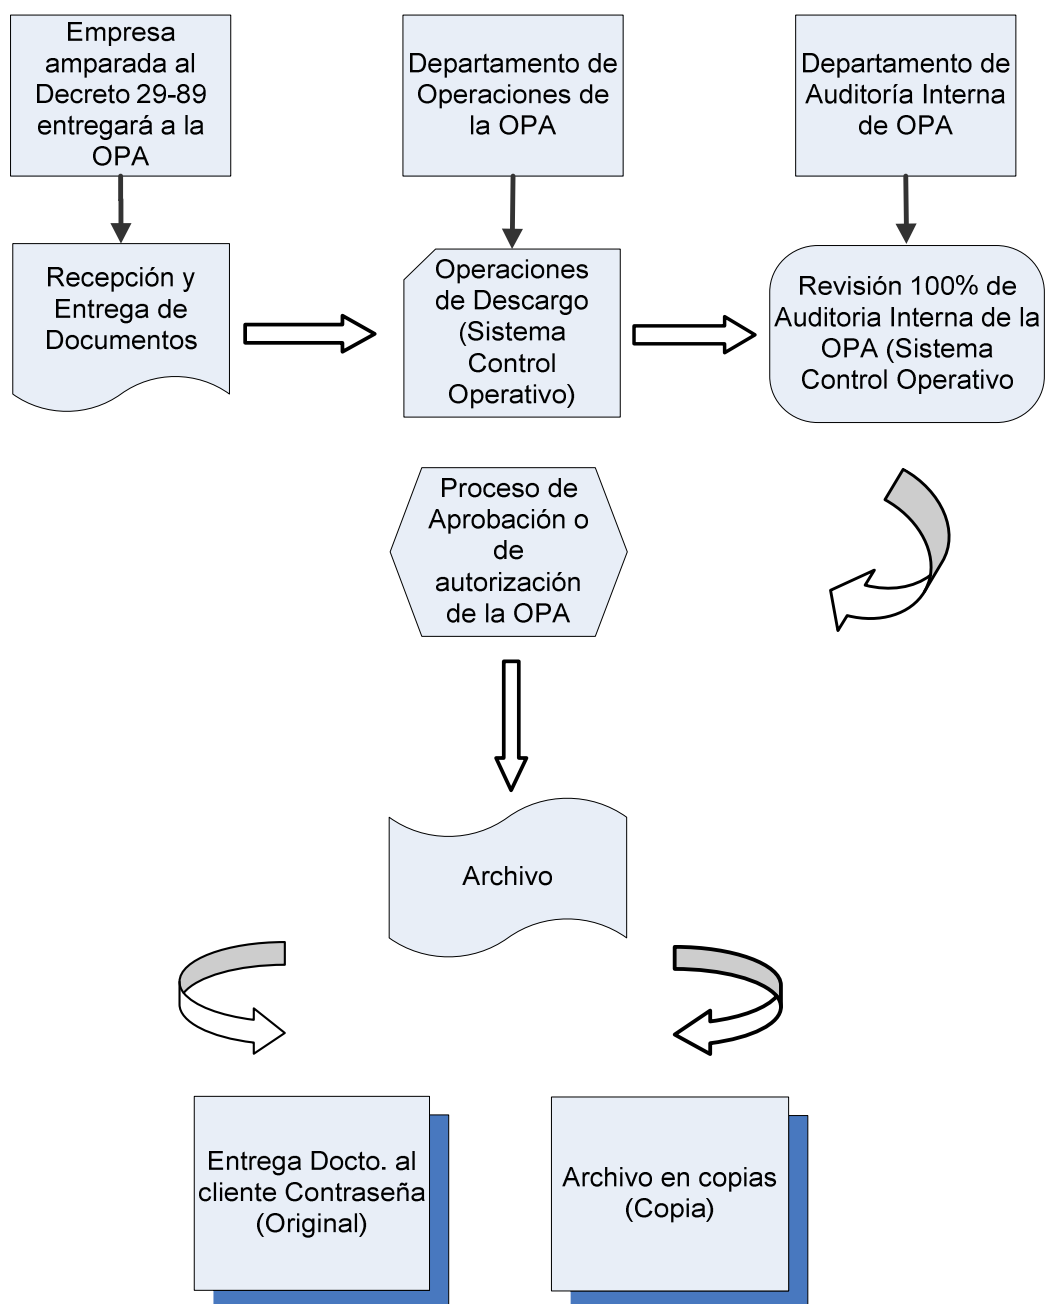 Empresa
amparada al
Decreto 29-89
entregará a la
OPA
Departamento de
Operaciones de
la OPA
Departamento de
Auditoría Interna
de OPA
Recepción y
Entrega de
Documentos
Operaciones
de Descargo
(Sistema
Control
Operativo)
Revisión 100% de
Auditoria Interna de la
OPA (Sistema
Control Operativo
Proceso de
Aprobación o
de
autorización
de la OPA
Archivo
Entrega Docto. al
cliente Contraseña
(Original)
Archivo en copias
(Copia)